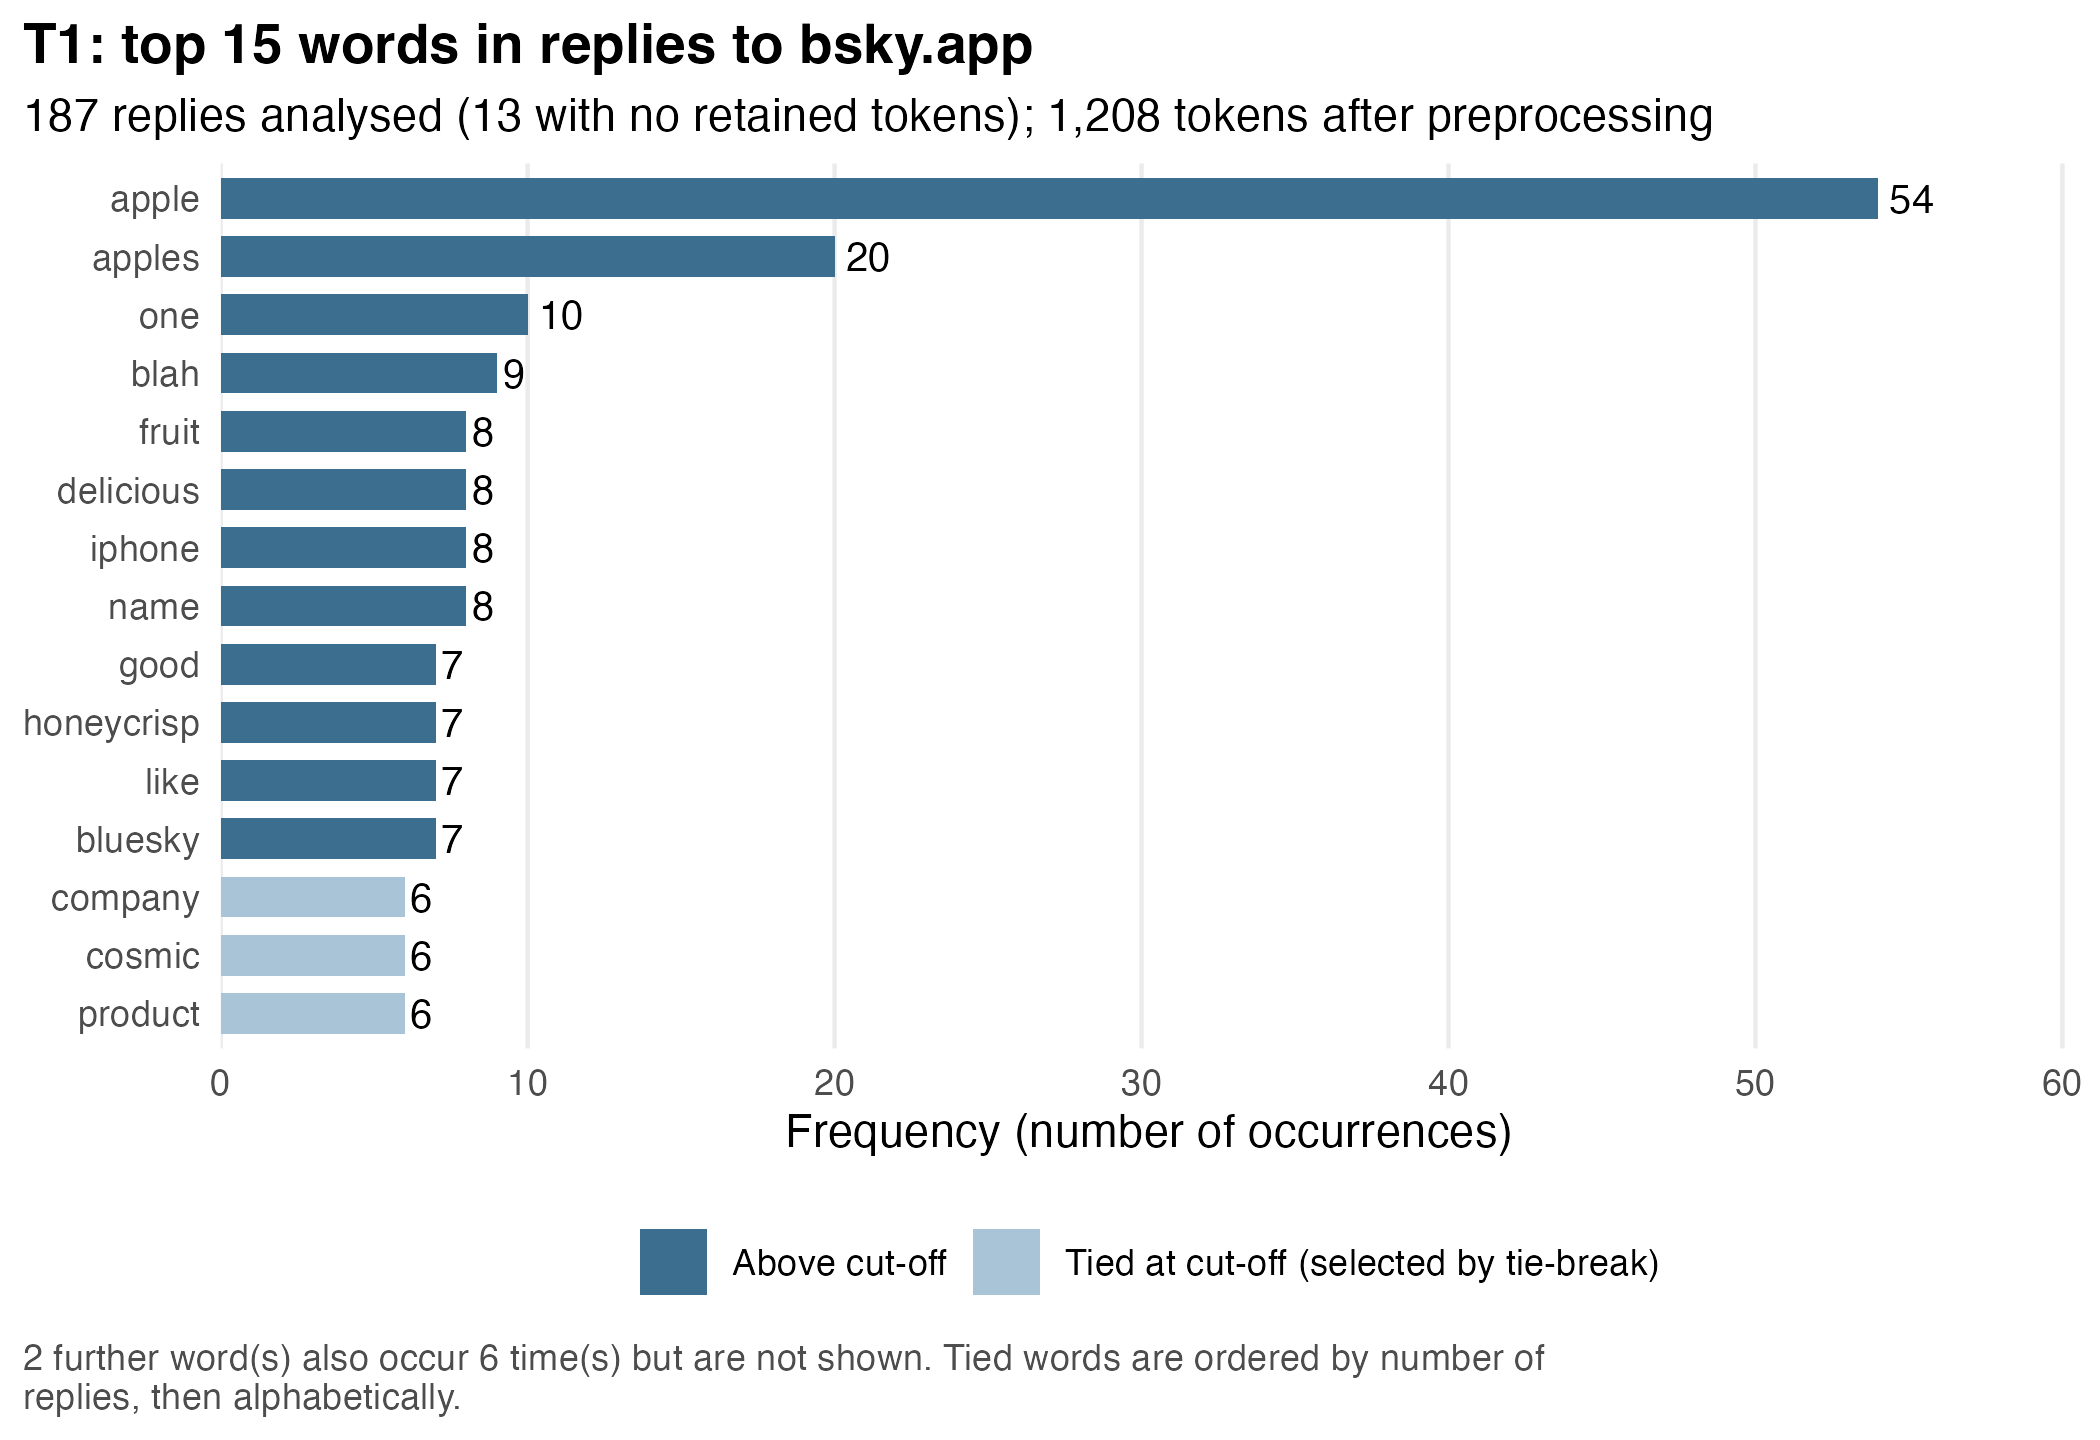 T1: top 15 words in replies to bsky.app
187 replies analysed (13 with no retained tokens); 1,208 tokens after preprocessing
apple 54
apples 20
one 10
blah 9
fruit 8
delicious 8
iphone 8
name 8
good 7
honeycrisp 7
like 7
bluesky 7
company 6
cosmic 6
product 6
0 10 20 30 40 50 60
Frequency (number of occurrences)
Above cut-off Tied at cut-off (selected by tie-break)
2 further word(s) also occur 6 time(s) but are not shown. Tied words are ordered by number of
replies, then alphabetically.